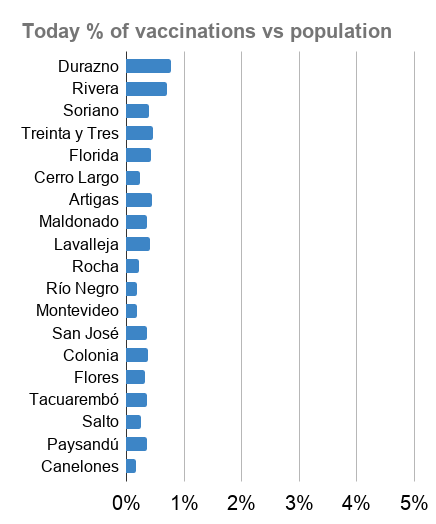 Today % of vaccinations vs population
Durazno
Rivera
Soriano
Treinta y Tres
Florida
Cerro Largo
Artigas
Maldonado
Lavalleja
Rocha
Río Negro
Montevideo
San José
Colonia
Flores
Tacuarembó
Salto
Paysandú
Canelones
0% 1% 2% 3% 4% 5%